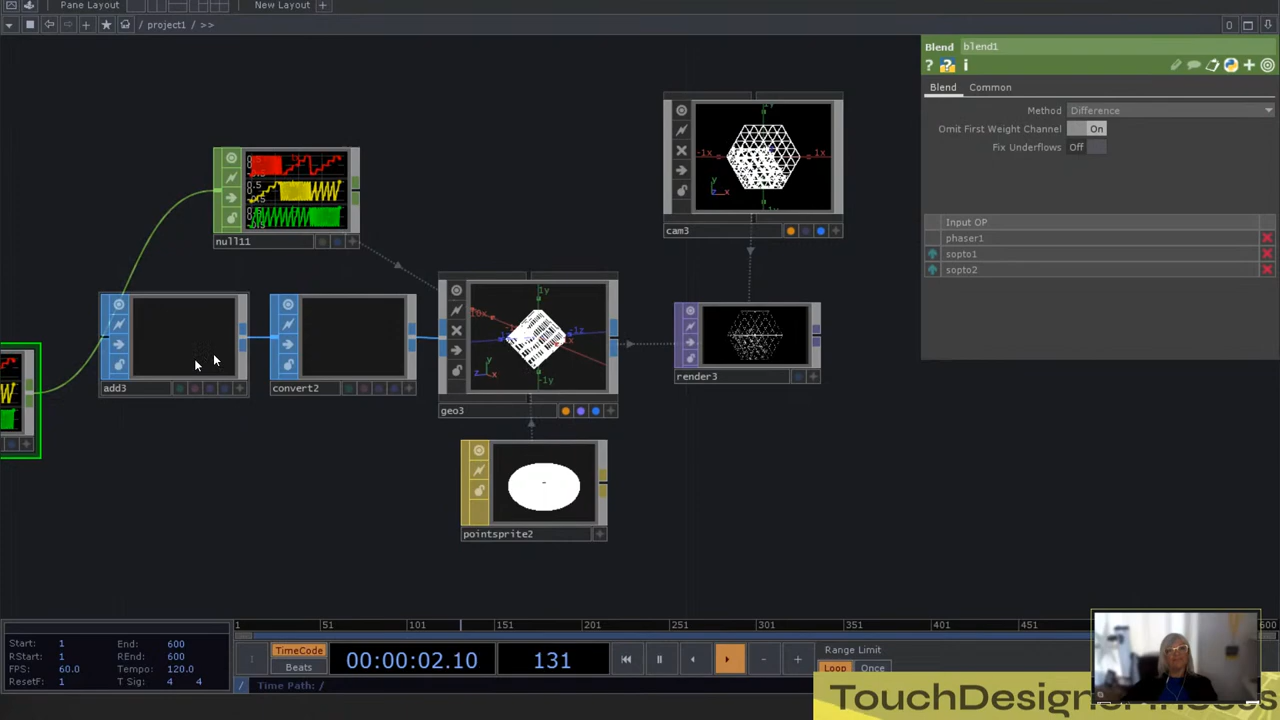 Pane Layout
New Layout +
/ project1 / >>
0
Blend blend1
? ? i
Blend Common
Method Difference
Omit First Weight Channel On
Fix Underflows Off
Input OP
phaser1
sopto1
sopto2
null11
cam3
add3
convert2
geo3
render3
pointsprite2
1 51 101 151 201 251 301 351 401 451 600
Start: 1 End: 600
RStart: 1 REnd: 600
FPS: 60.0 Tempo: 120.0
ResetF: 1 T Sig: 4 4
TimeCode
Beats
00:00:02.10
131
Range Limit
Loop Once
/ Time Path: /